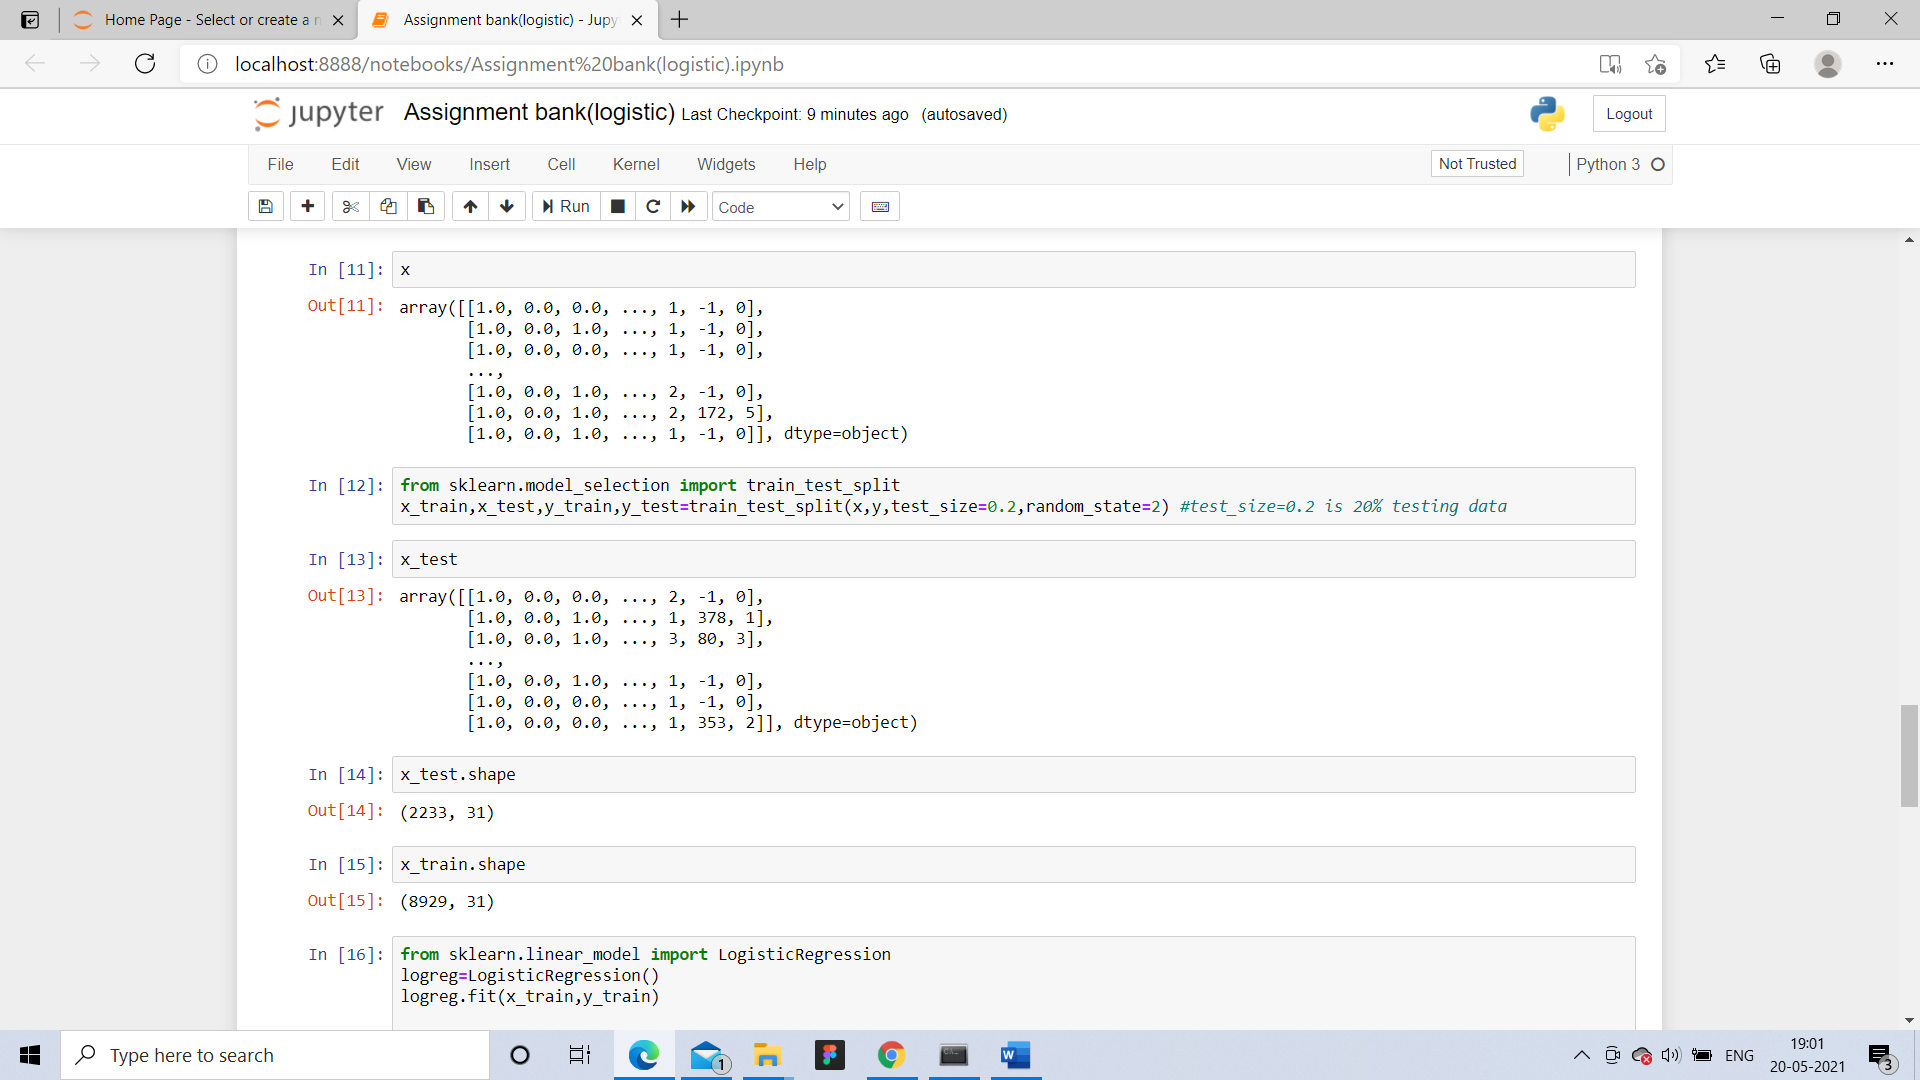 Home Page - Select or create a n
Assignment bank(logistic) - Jupy
localhost:8888/notebooks/Assignment%20bank(logistic).ipynb
jupyter Assignment bank(logistic) Last Checkpoint: 9 minutes ago (autosaved)
Logout
File Edit View Insert Cell Kernel Widgets Help
Not Trusted
Python 3
Run
Code
In [11]: x
Out[11]: array([[1.0, 0.0, 0.0, ..., 1, -1, 0],
[1.0, 0.0, 1.0, ..., 1, -1, 0],
[1.0, 0.0, 0.0, ..., 1, -1, 0],
...,
[1.0, 0.0, 1.0, ..., 2, -1, 0],
[1.0, 0.0, 1.0, ..., 2, 172, 5],
[1.0, 0.0, 1.0, ..., 1, -1, 0]], dtype=object)
In [12]: from sklearn.model_selection import train_test_split
x_train,x_test,y_train,y_test=train_test_split(x,y,test_size=0.2,random_state=2) #test_size=0.2 is 20% testing data
In [13]: x_test
Out[13]: array([[1.0, 0.0, 0.0, ..., 2, -1, 0],
[1.0, 0.0, 1.0, ..., 1, 378, 1],
[1.0, 0.0, 1.0, ..., 3, 80, 3],
...,
[1.0, 0.0, 1.0, ..., 1, -1, 0],
[1.0, 0.0, 0.0, ..., 1, -1, 0],
[1.0, 0.0, 0.0, ..., 1, 353, 2]], dtype=object)
In [14]: x_test.shape
Out[14]: (2233, 31)
In [15]: x_train.shape
Out[15]: (8929, 31)
In [16]: from sklearn.linear_model import LogisticRegression
logreg=LogisticRegression()
logreg.fit(x_train,y_train)
Type here to search
1
W
ENG
19:01
20-05-2021
3